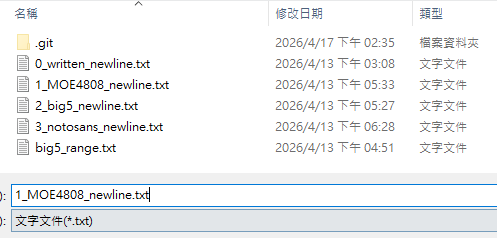 名稱 修改日期 類型
.git 2026/4/17 下午 02:35 檔案資料夾
0_written_newline.txt 2026/4/13 下午 03:08 文字文件
1_MOE4808_newline.txt 2026/4/13 下午 05:33 文字文件
2_big5_newline.txt 2026/4/13 下午 05:27 文字文件
3_notosans_newline.txt 2026/4/13 下午 06:28 文字文件
big5_range.txt 2026/4/13 下午 04:51 文字文件
): 1_MOE4808_newline.txt
): 文字文件(*.txt)